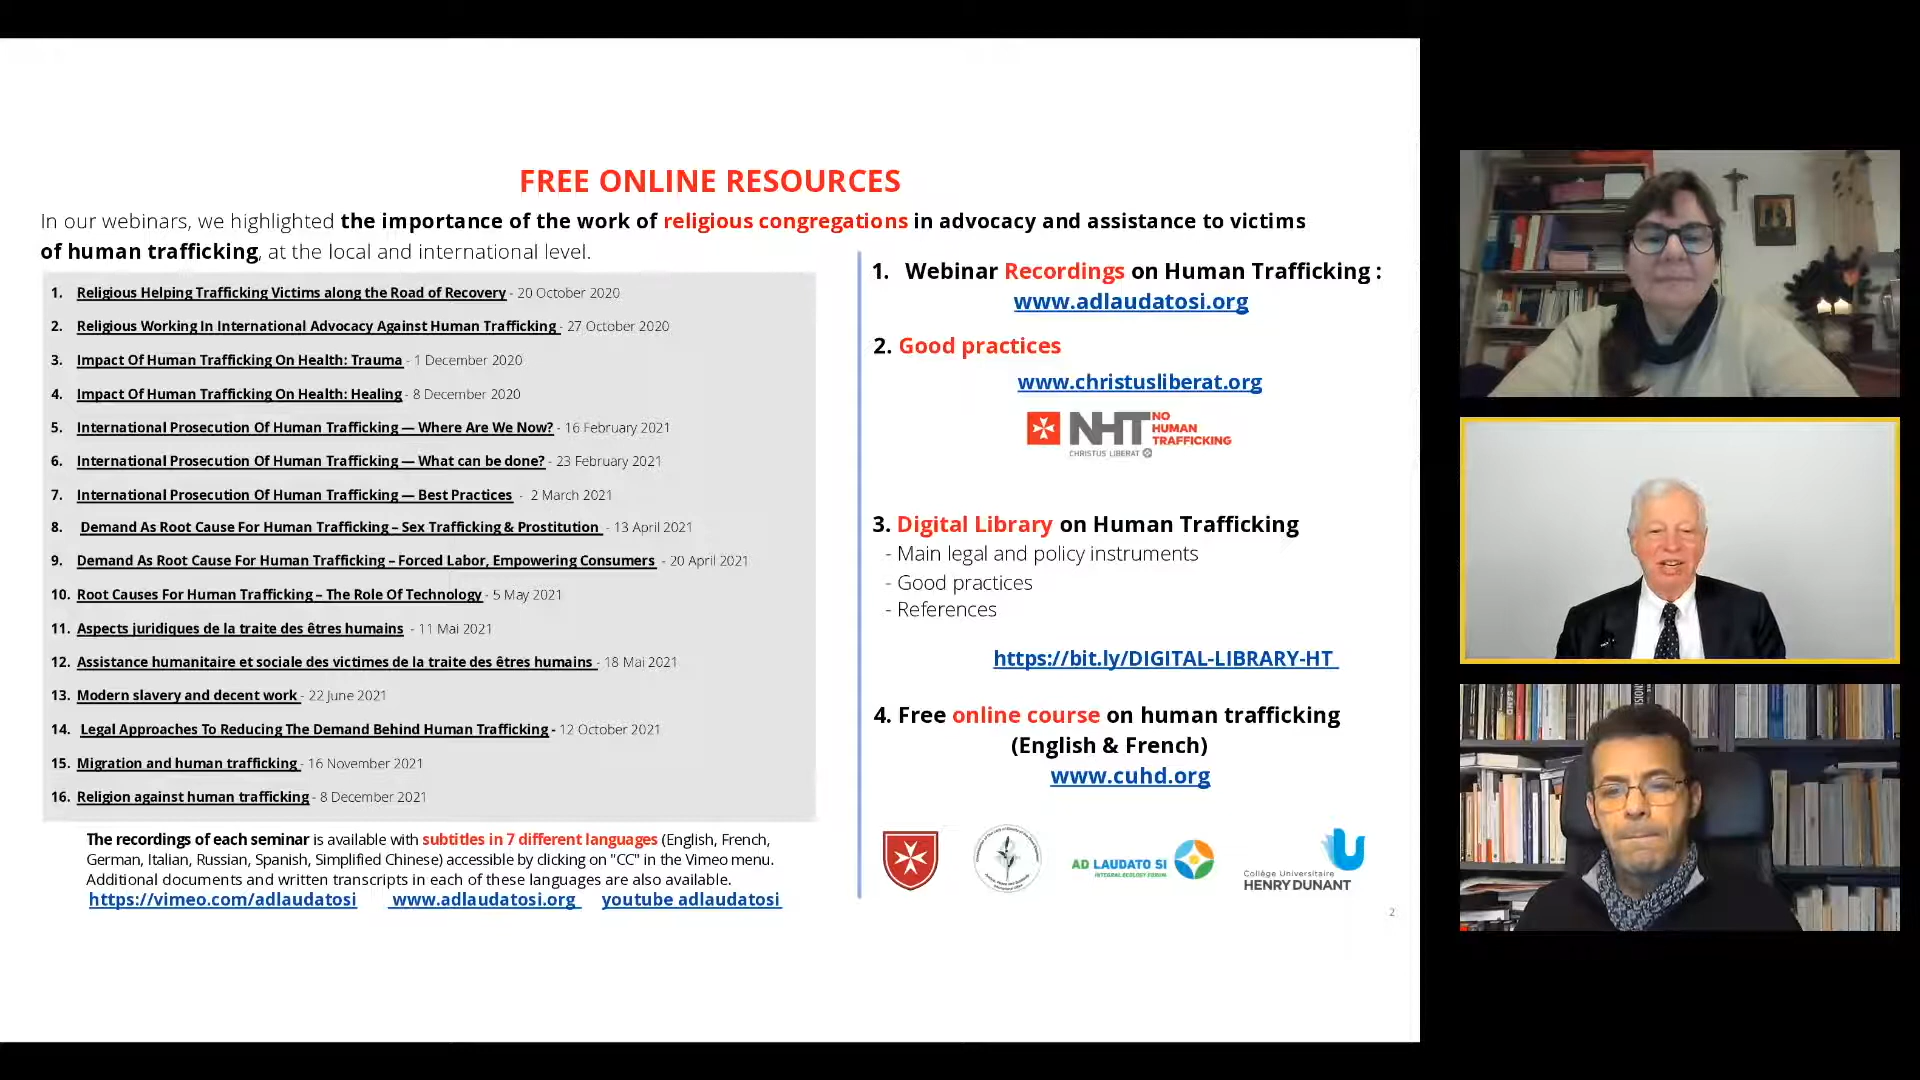 FREE ONLINE RESOURCES
In our webinars, we highlighted the importance of the work of religious congregations in advocacy and assistance to victims
of human trafficking, at the local and international level.
1. Religious Helping Trafficking Victims along the Road of Recovery - 20 October 2020
2. Religious Working In International Advocacy Against Human Trafficking - 27 October 2020
3. Impact Of Human Trafficking On Health: Trauma - 1 December 2020
4. Impact Of Human Trafficking On Health: Healing - 8 December 2020
5. International Prosecution Of Human Trafficking — Where Are We Now? - 16 February 2021
6. International Prosecution Of Human Trafficking — What can be done? - 23 February 2021
7. International Prosecution Of Human Trafficking — Best Practices - 2 March 2021
8. Demand As Root Cause For Human Trafficking – Sex Trafficking & Prostitution - 13 April 2021
9. Demand As Root Cause For Human Trafficking – Forced Labor, Empowering Consumers - 20 April 2021
10. Root Causes For Human Trafficking – The Role Of Technology - 5 May 2021
11. Aspects juridiques de la traite des êtres humains - 11 Mai 2021
12. Assistance humanitaire et sociale des victimes de la traite des êtres humains - 18 Mai 2021
13. Modern slavery and decent work - 22 June 2021
14. Legal Approaches To Reducing The Demand Behind Human Trafficking - 12 October 2021
15. Migration and human trafficking - 16 November 2021
16. Religion against human trafficking - 8 December 2021
The recordings of each seminar is available with subtitles in 7 different languages (English, French,
German, Italian, Russian, Spanish, Simplified Chinese) accessible by clicking on "CC" in the Vimeo menu.
Additional documents and written transcripts in each of these languages are also available.
https://vimeo.com/adlaudatosi www.adlaudatosi.org youtube adlaudatosi
1. Webinar Recordings on Human Trafficking :
www.adlaudatosi.org
2. Good practices
www.christusliberat.org
NHT NO
HUMAN
TRAFFICKING
CHRISTUS LIBERAT
3. Digital Library on Human Trafficking
- Main legal and policy instruments
- Good practices
- References
https://bit.ly/DIGITAL-LIBRARY-HT
4. Free online course on human trafficking
(English & French)
www.cuhd.org
AD LAUDATO SI
INTEGRAL ECOLOGY FORUM
Collège Universitaire
HENRY DUNANT
2